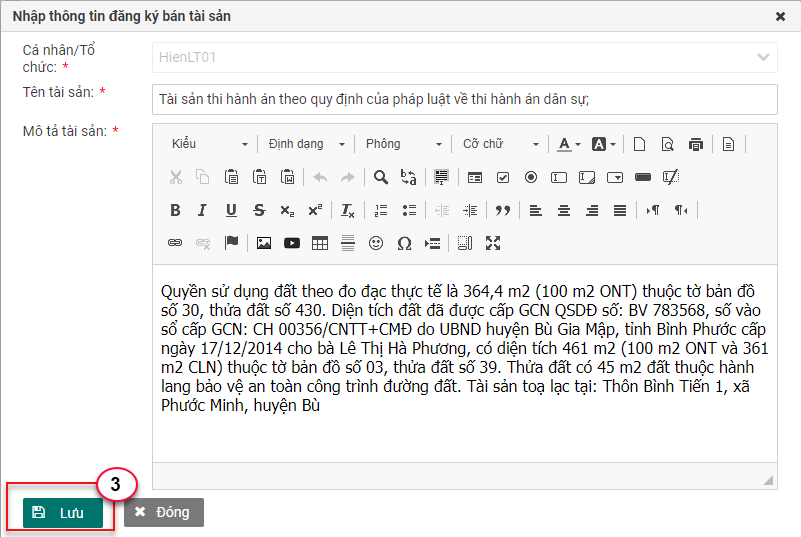 Nhập thông tin đăng ký bán tài sản
Cá nhân/Tổ
chức: *
HienLT01
Tên tài sản: *
Tài sản thi hành án theo quy định của pháp luật về thi hành án dân sự;
Mô tả tài sản: *
Kiểu Định dạng Phông Cỡ chữ
Quyền sử dụng đất theo đo đạc thực tế là 364,4 m2 (100 m2 ONT) thuộc tờ bản đồ
số 30, thửa đất số 430. Diện tích đất đã được cấp GCN QSDĐ số: BV 783568, số vào
sổ cấp GCN: CH 00356/CNTT+CMĐ do UBND huyện Bù Gia Mập, tỉnh Bình Phước cấp
ngày 17/12/2014 cho bà Lê Thị Hà Phương, có diện tích 461 m2 (100 m2 ONT và 361
m2 CLN) thuộc tờ bản đồ số 03, thửa đất số 39. Thửa đất có 45 m2 đất thuộc hành
lang bảo vệ an toàn công trình đường đất. Tài sản toạ lạc tại: Thôn Bình Tiến 1, xã
Phước Minh, huyện Bù
3
Lưu
Đóng